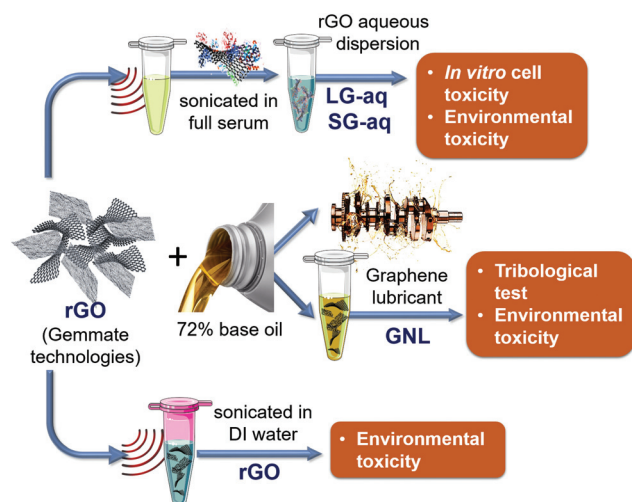 rGO aqueous
dispersion
sonicated in
full serum
LG-aq
SG-aq
• In vitro cell
toxicity
• Environmental
toxicity
rGO
(Gemmate
technologies)
+
72% base oil
Graphene
lubricant
GNL
• Tribological
test
• Environmental
toxicity
sonicated in
DI water
rGO
• Environmental
toxicity